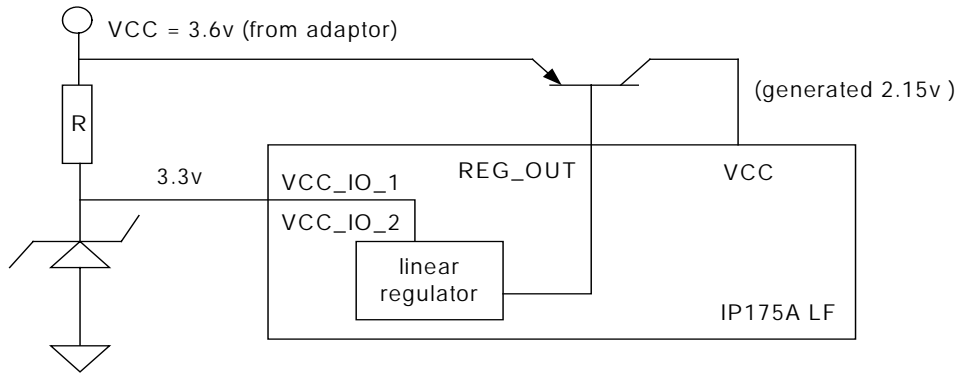 VCC = 3.6v (from adaptor)
(generated 2.15v )
R
3.3v
VCC_IO_1
REG_OUT
VCC
VCC_IO_2
linear
regulator
IP175A LF